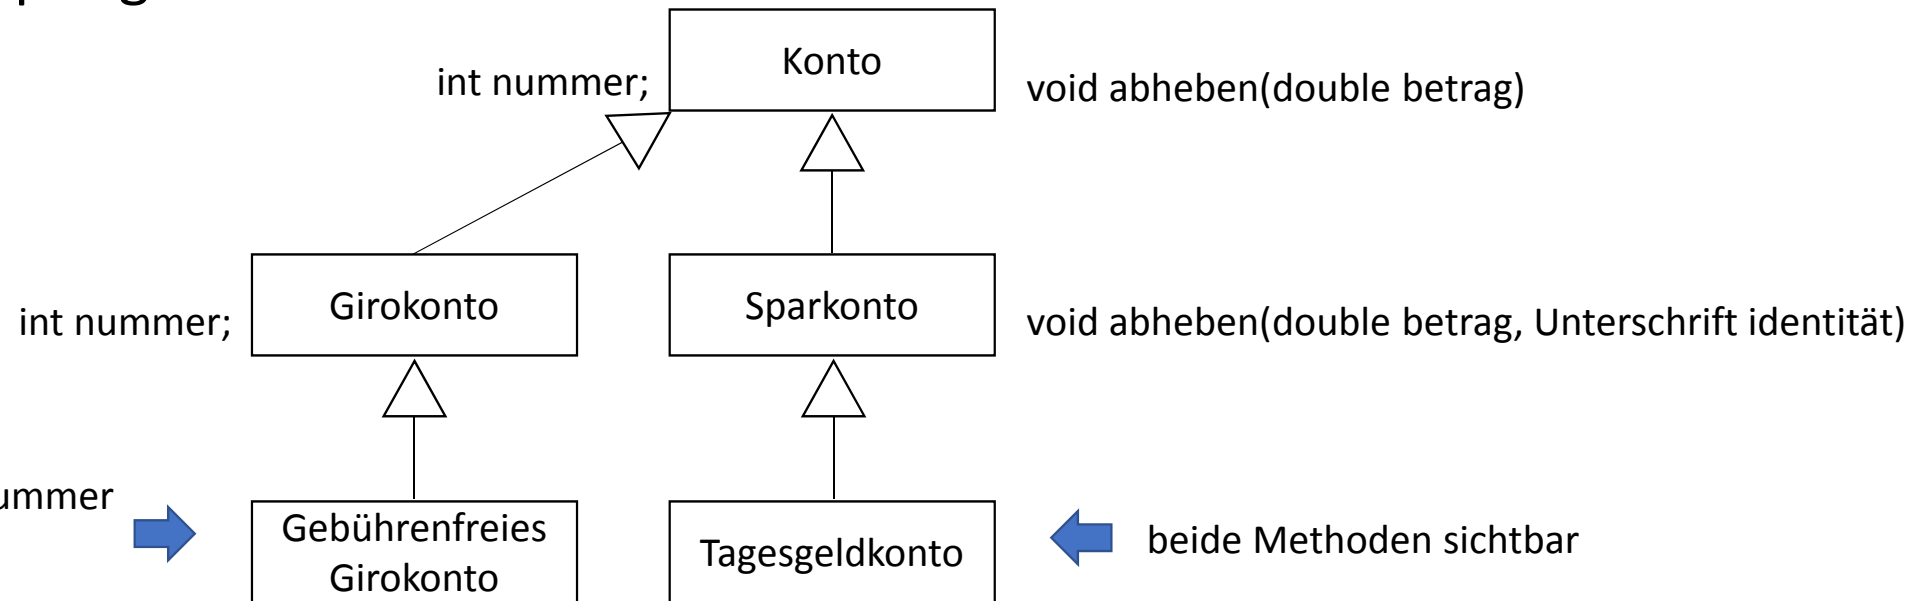 Konto
int nummer;
void abheben(double betrag)
Girokonto
Sparkonto
int nummer;
void abheben(double betrag, Unterschrift identität)
Gebührenfreies
Girokonto
Tagesgeldkonto
beide Methoden sichtbar